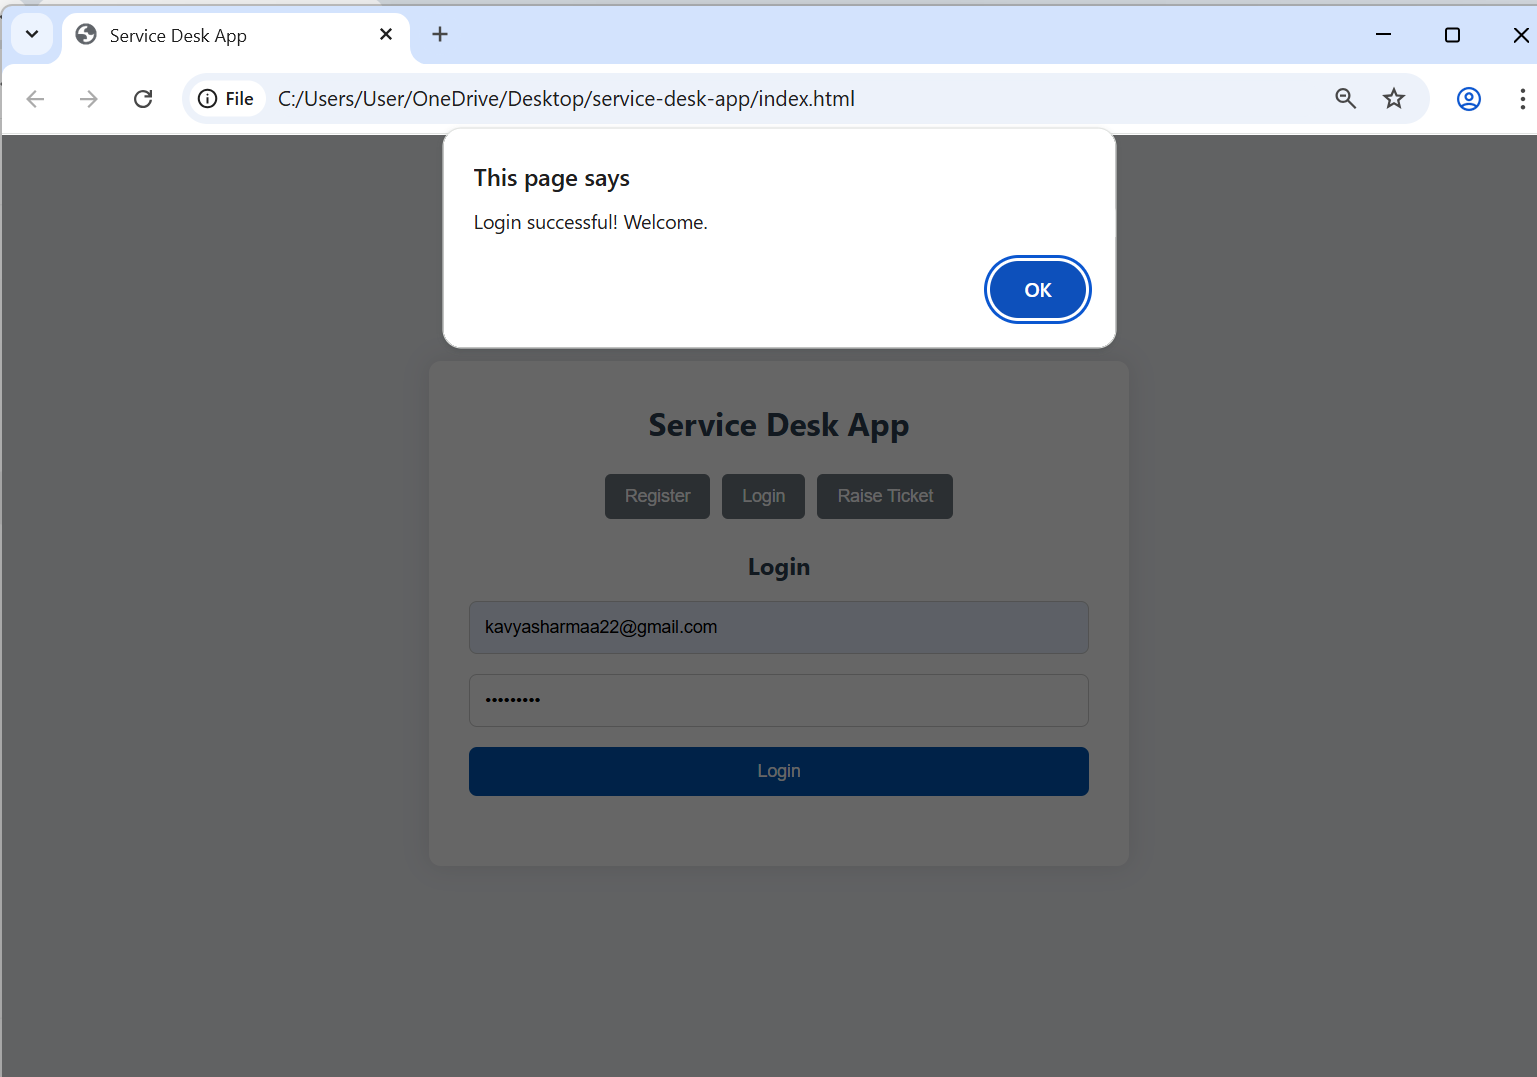 Service Desk App
File
C:/Users/User/OneDrive/Desktop/service-desk-app/index.html
This page says
Login successful! Welcome.
OK
Service Desk App
Register Login Raise Ticket
Login
kavyasharmaa22@gmail.com
•••••••••
Login